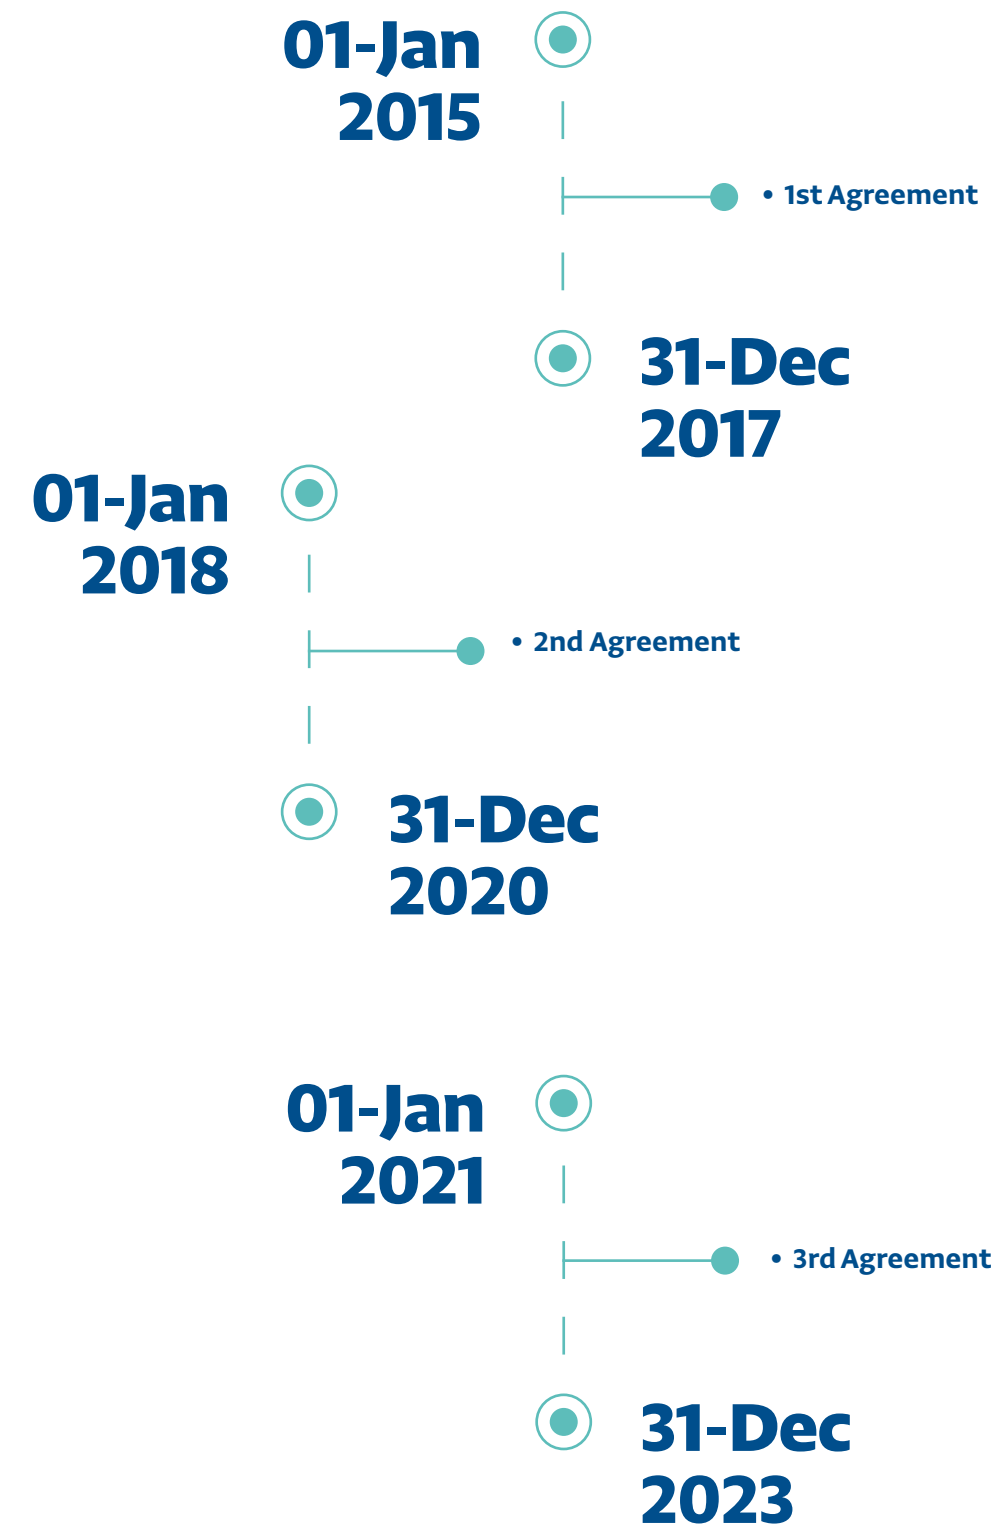 01-Jan
2015
• 1st Agreement
31-Dec
2017
01-Jan
2018
• 2nd Agreement
31-Dec
2020
01-Jan
2021
• 3rd Agreement
31-Dec
2023